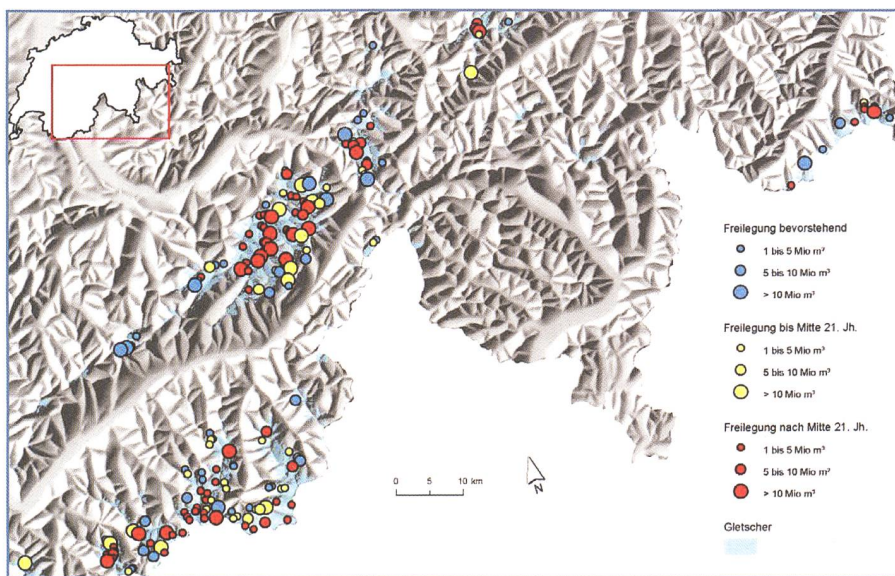 Freilegung bevorstehend
1 bis 5 Mio m³
5 bis 10 Mio m³
> 10 Mio m³
Freilegung bis Mitte 21. Jh.
1 bis 5 Mio m³
5 bis 10 Mio m³
> 10 Mio m³
Freilegung nach Mitte 21. Jh.
1 bis 5 Mio m³
5 bis 10 Mio m³
> 10 Mio m³
Gletscher
0 5 10 km
N